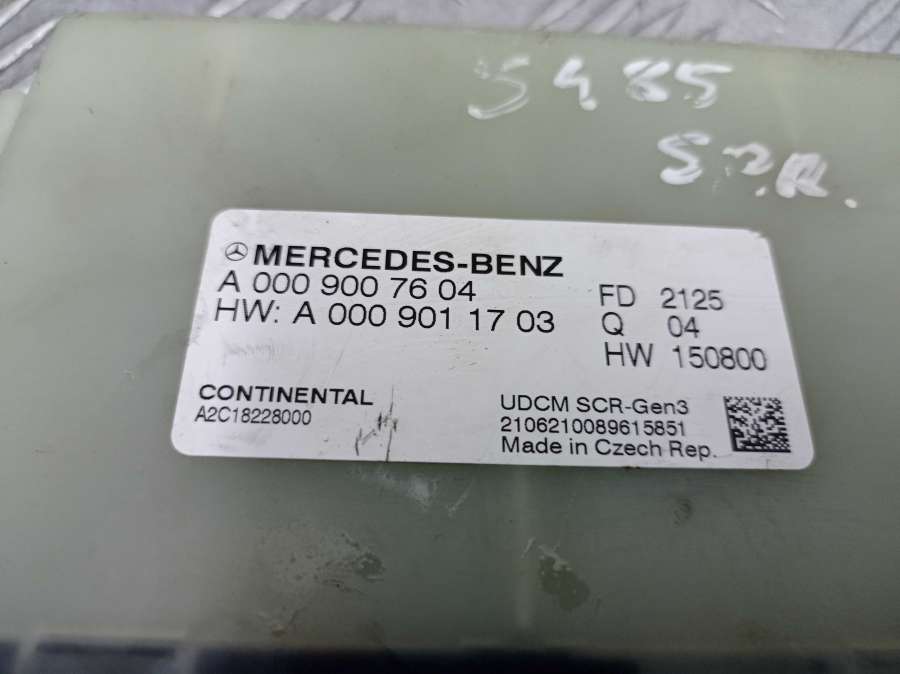 5485
S.P.R.
MERCEDES-BENZ
A 000 900 76 04
HW: A 000 901 17 03
FD 2125
Q 04
HW 150800
CONTINENTAL
A2C18228000
UDCM SCR-Gen3
2106210089615851
Made in Czech Rep.